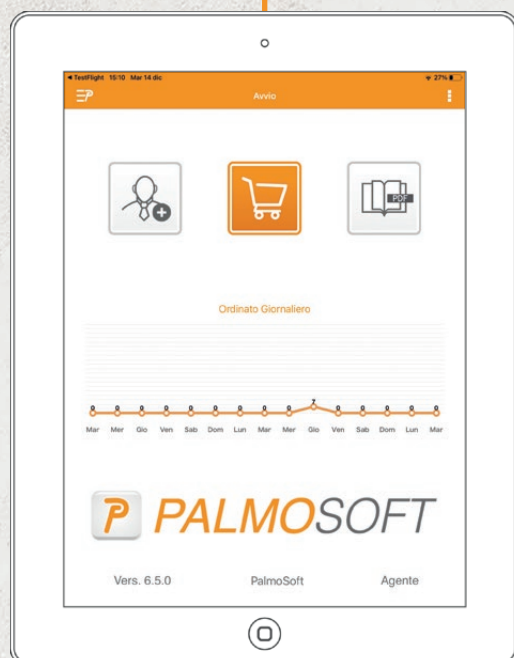 ◀ TestFlight 15:10 Mar 14 dic 27%
Avvio
PDF
Ordinato Giornaliero
0 0 0 0 0 0 0 0 0 7 0 0 0 0 0
Mar Mer Gio Ven Sab Dom Lun Mar Mer Gio Ven Sab Dom Lun Mar
P PALMOSOFT
Vers. 6.5.0 PalmoSoft Agente